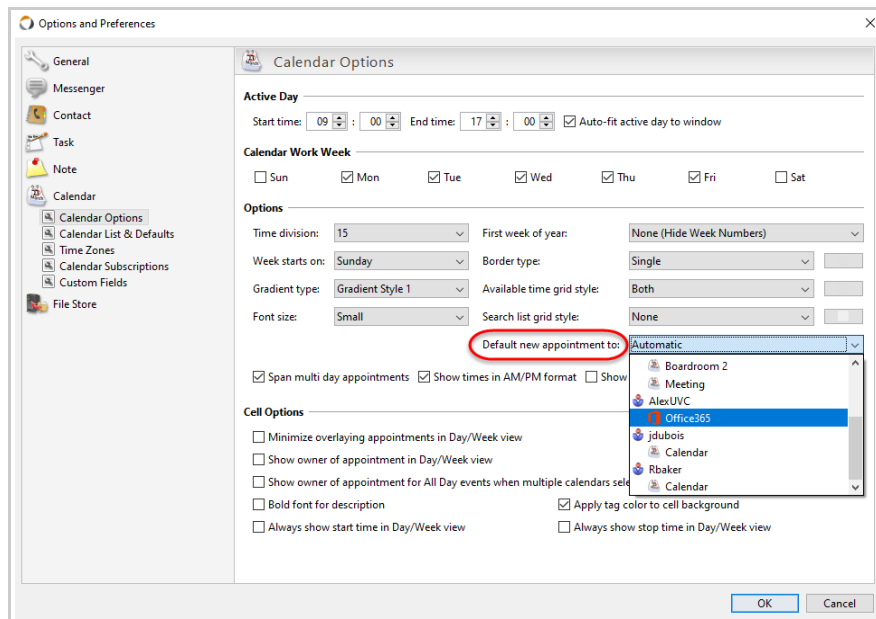 Options and Preferences
General
Messenger
Contact
Task
Note
Calendar
Calendar Options
Calendar List & Defaults
Time Zones
Calendar Subscriptions
Custom Fields
File Store
Calendar Options
Active Day
Start time: 09 : 00 End time: 17 : 00 Auto-fit active day to window
Calendar Work Week
Sun Mon Tue Wed Thu Fri Sat
Options
Time division: 15 First week of year: None (Hide Week Numbers)
Week starts on: Sunday Border type: Single
Gradient type: Gradient Style 1 Available time grid style: Both
Font size: Small Search list grid style: None
Default new appointment to: Automatic
Boardroom 2
Meeting
AlexUVC
Office365
jdubois
Calendar
Rbaker
Calendar
Span multi day appointments Show times in AM/PM format Show
Cell Options
Minimize overlaying appointments in Day/Week view
Show owner of appointment in Day/Week view
Show owner of appointment for All Day events when multiple calendars sele
Bold font for description Apply tag color to cell background
Always show start time in Day/Week view Always show stop time in Day/Week view
OK Cancel